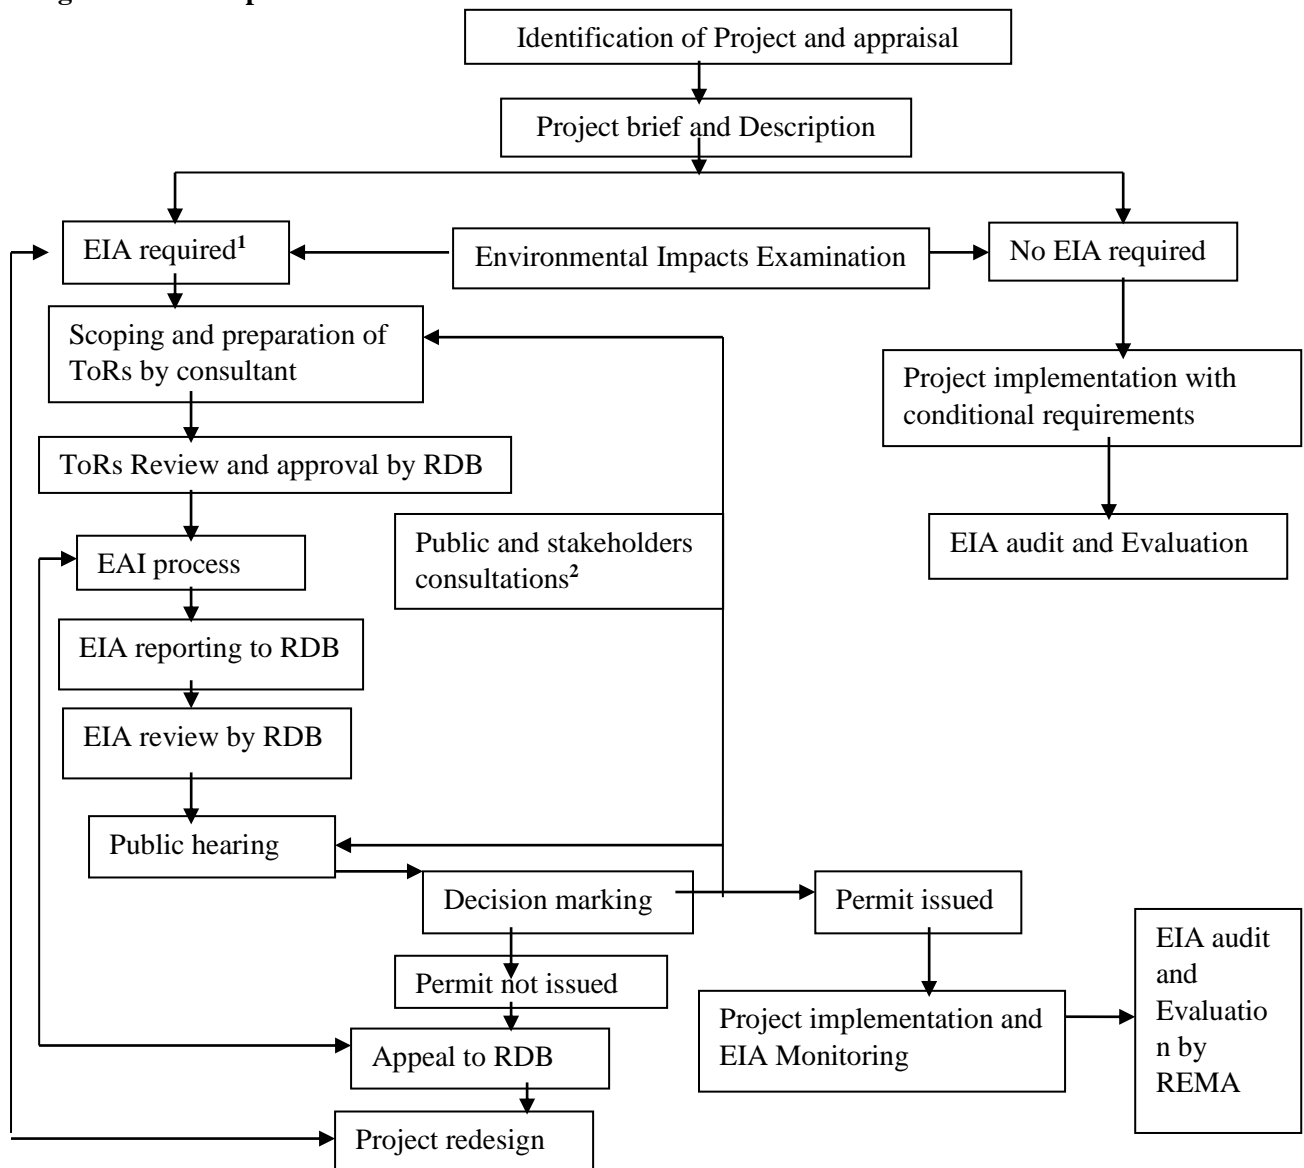 Identification of Project and appraisal
Project brief and Description
EIA required1
Environmental Impacts Examination
No EIA required
Scoping and preparation of
ToRs by consultant
Project implementation with
conditional requirements
ToRs Review and approval by RDB
Public and stakeholders
consultations2
EIA audit and Evaluation
EAI process
EIA reporting to RDB
EIA review by RDB
Public hearing
Decision marking
Permit issued
EIA audit
and
Evaluatio
n by
REMA
Permit not issued
Project implementation and
EIA Monitoring
Appeal to RDB
Project redesign